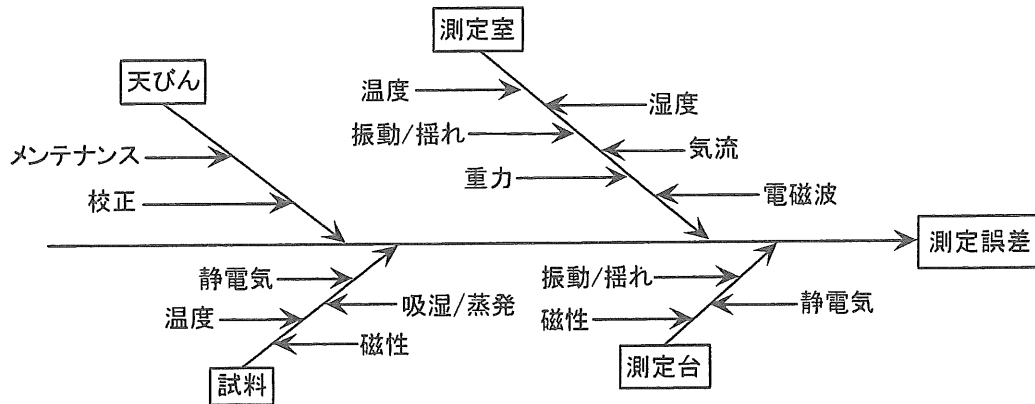 測定室
天びん
温度
湿度
振動/揺れ
メンテナンス
気流
重力
校正
電磁波
測定誤差
静電気
振動/揺れ
吸湿/蒸発
静電気
温度
磁性
磁性
測定台
試料